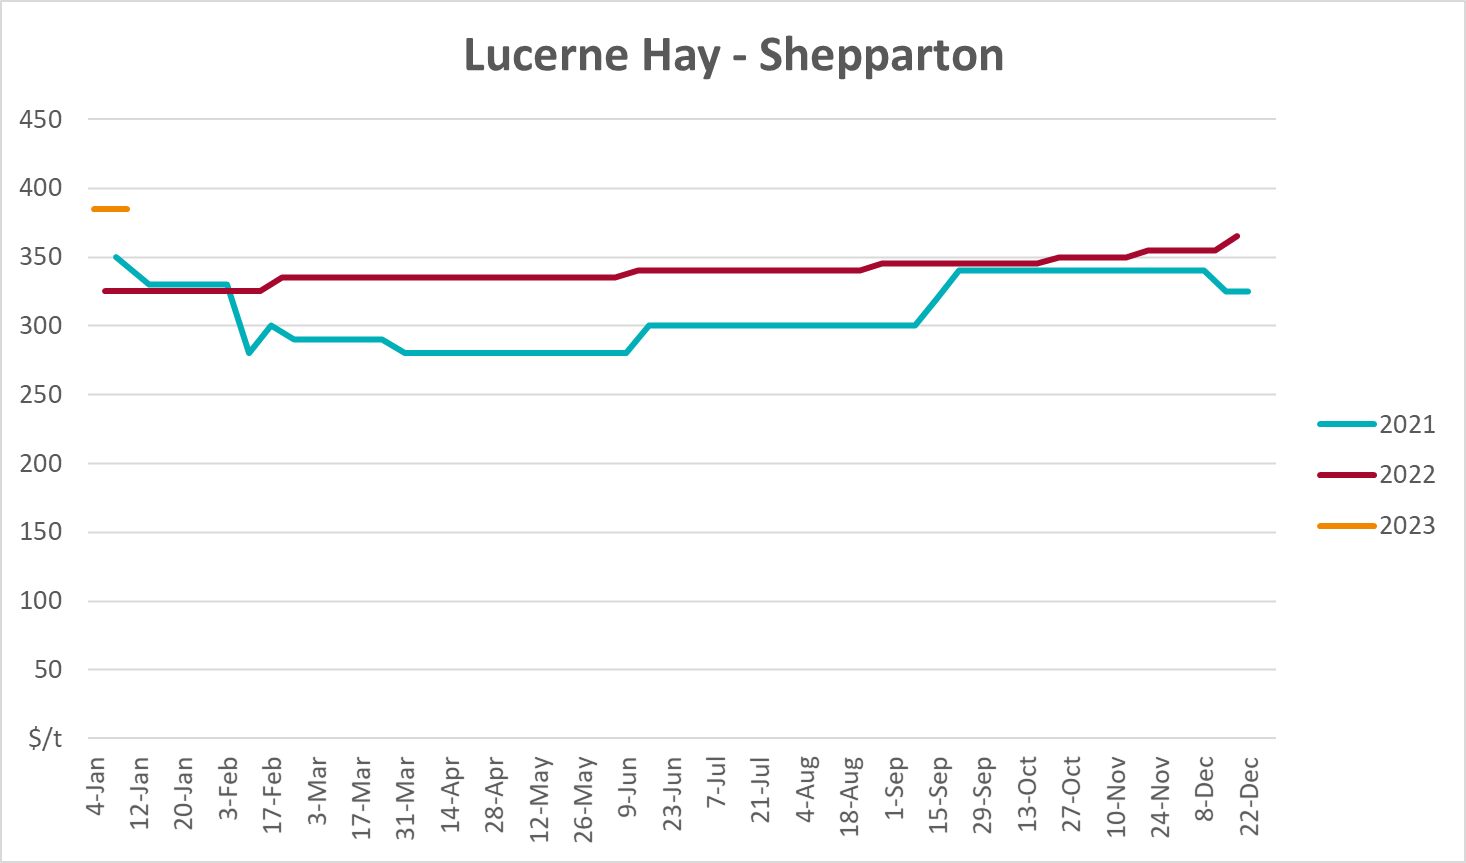 Lucerne Hay - Shepparton
450
400
350
300
250
200
150
100
50
$/t
4-Jan
12-Jan
20-Jan
3-Feb
17-Feb
3-Mar
17-Mar
31-Mar
14-Apr
28-Apr
12-May
26-May
9-Jun
23-Jun
7-Jul
21-Jul
4-Aug
18-Aug
1-Sep
15-Sep
29-Sep
13-Oct
27-Oct
10-Nov
24-Nov
8-Dec
22-Dec
2021
2022
2023